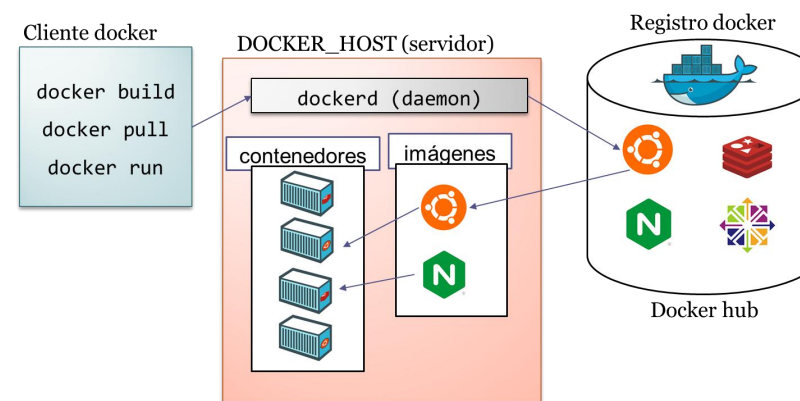 Cliente docker
docker build
docker pull
docker run
DOCKER_HOST (servidor)
dockerd (daemon)
contenedores
imágenes
N
Registro docker
N
Docker hub